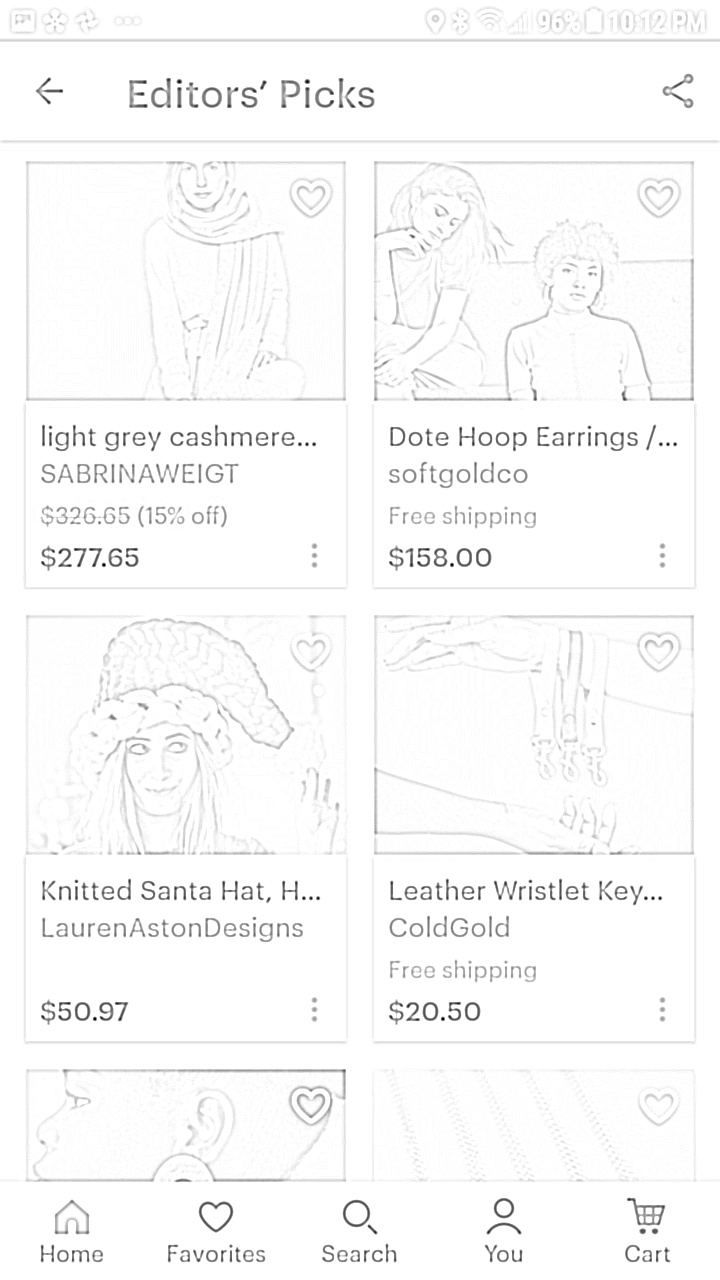 96% 10:12 PM
Editors' Picks
light grey cashmere...
SABRINAWEIGT
$326.65 (15% off)
$277.65
Dote Hoop Earrings /...
softgoldco
Free shipping
$158.00
Knitted Santa Hat, H...
LaurenAstonDesigns
$50.97
Leather Wristlet Key...
ColdGold
Free shipping
$20.50
Home Favorites Search You Cart